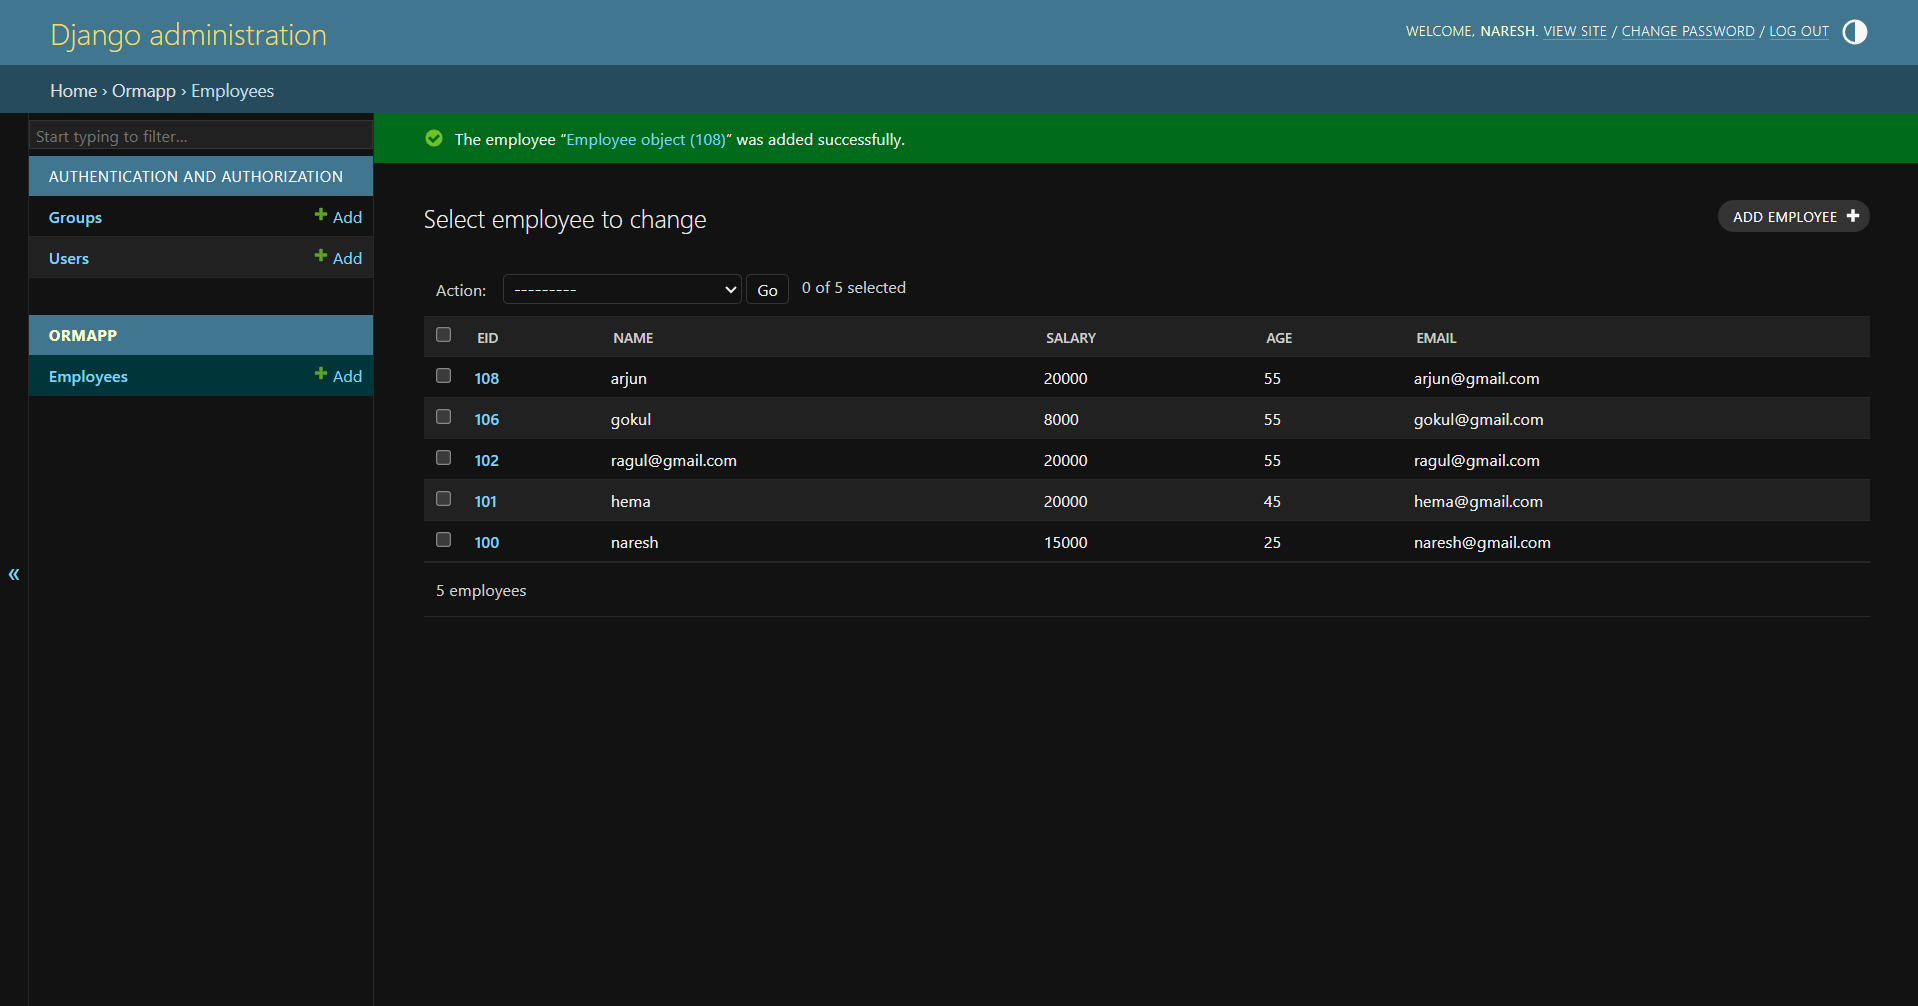 Django administration
WELCOME, NARESH. VIEW SITE / CHANGE PASSWORD / LOG OUT
Home › Ormapp › Employees
Start typing to filter...
AUTHENTICATION AND AUTHORIZATION
Groups + Add
Users + Add
ORMAPP
Employees + Add
«
The employee “Employee object (108)” was added successfully.
Select employee to change
ADD EMPLOYEE +
Action: --------- Go 0 of 5 selected
EID NAME SALARY AGE EMAIL
108 arjun 20000 55 arjun@gmail.com
106 gokul 8000 55 gokul@gmail.com
102 ragul@gmail.com 20000 55 ragul@gmail.com
101 hema 20000 45 hema@gmail.com
100 naresh 15000 25 naresh@gmail.com
5 employees